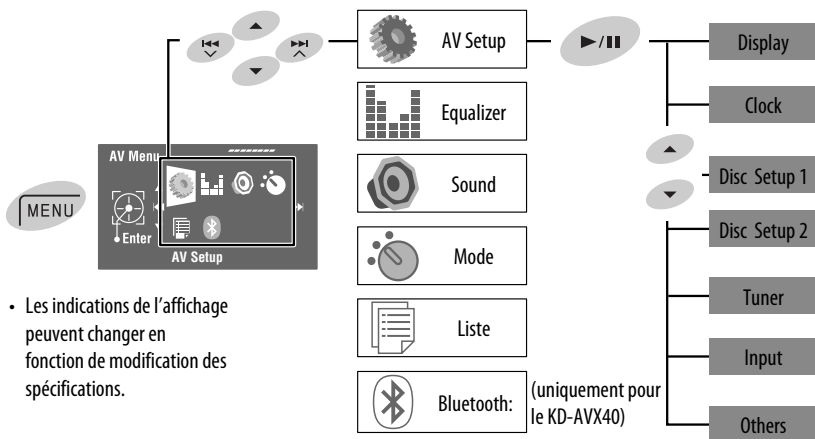 AV Setup
Equalizer
Sound
Mode
Liste
Bluetooth:
(uniquement pour
le KD-AVX40)
Display
Clock
Disc Setup 1
Disc Setup 2
Tuner
Input
Others
MENU
AV Menu
Enter
AV Setup
• Les indications de l’affichage
peuvent changer en
fonction de modification des
spécifications.